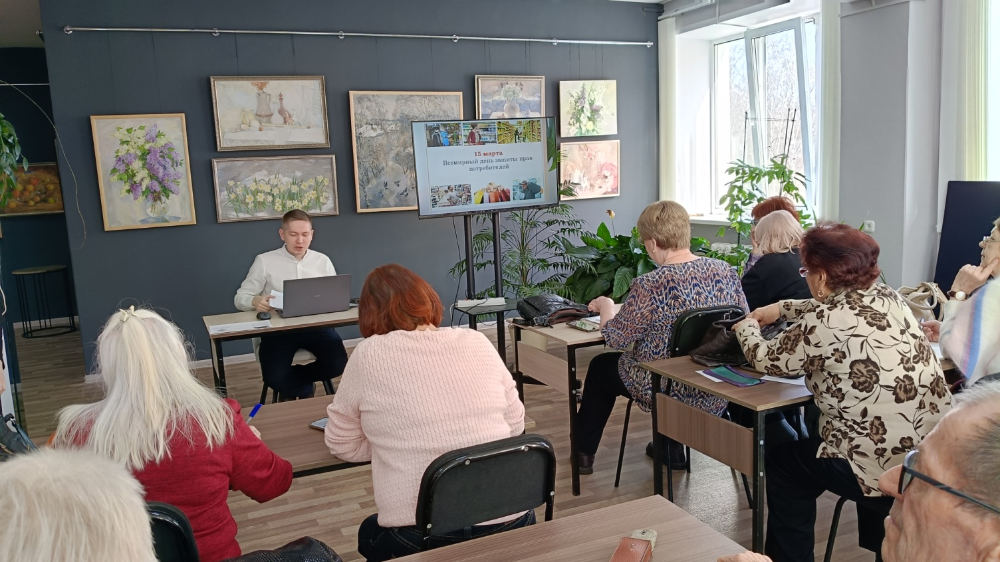 15 марта
Всемирный день защиты прав
потребителей